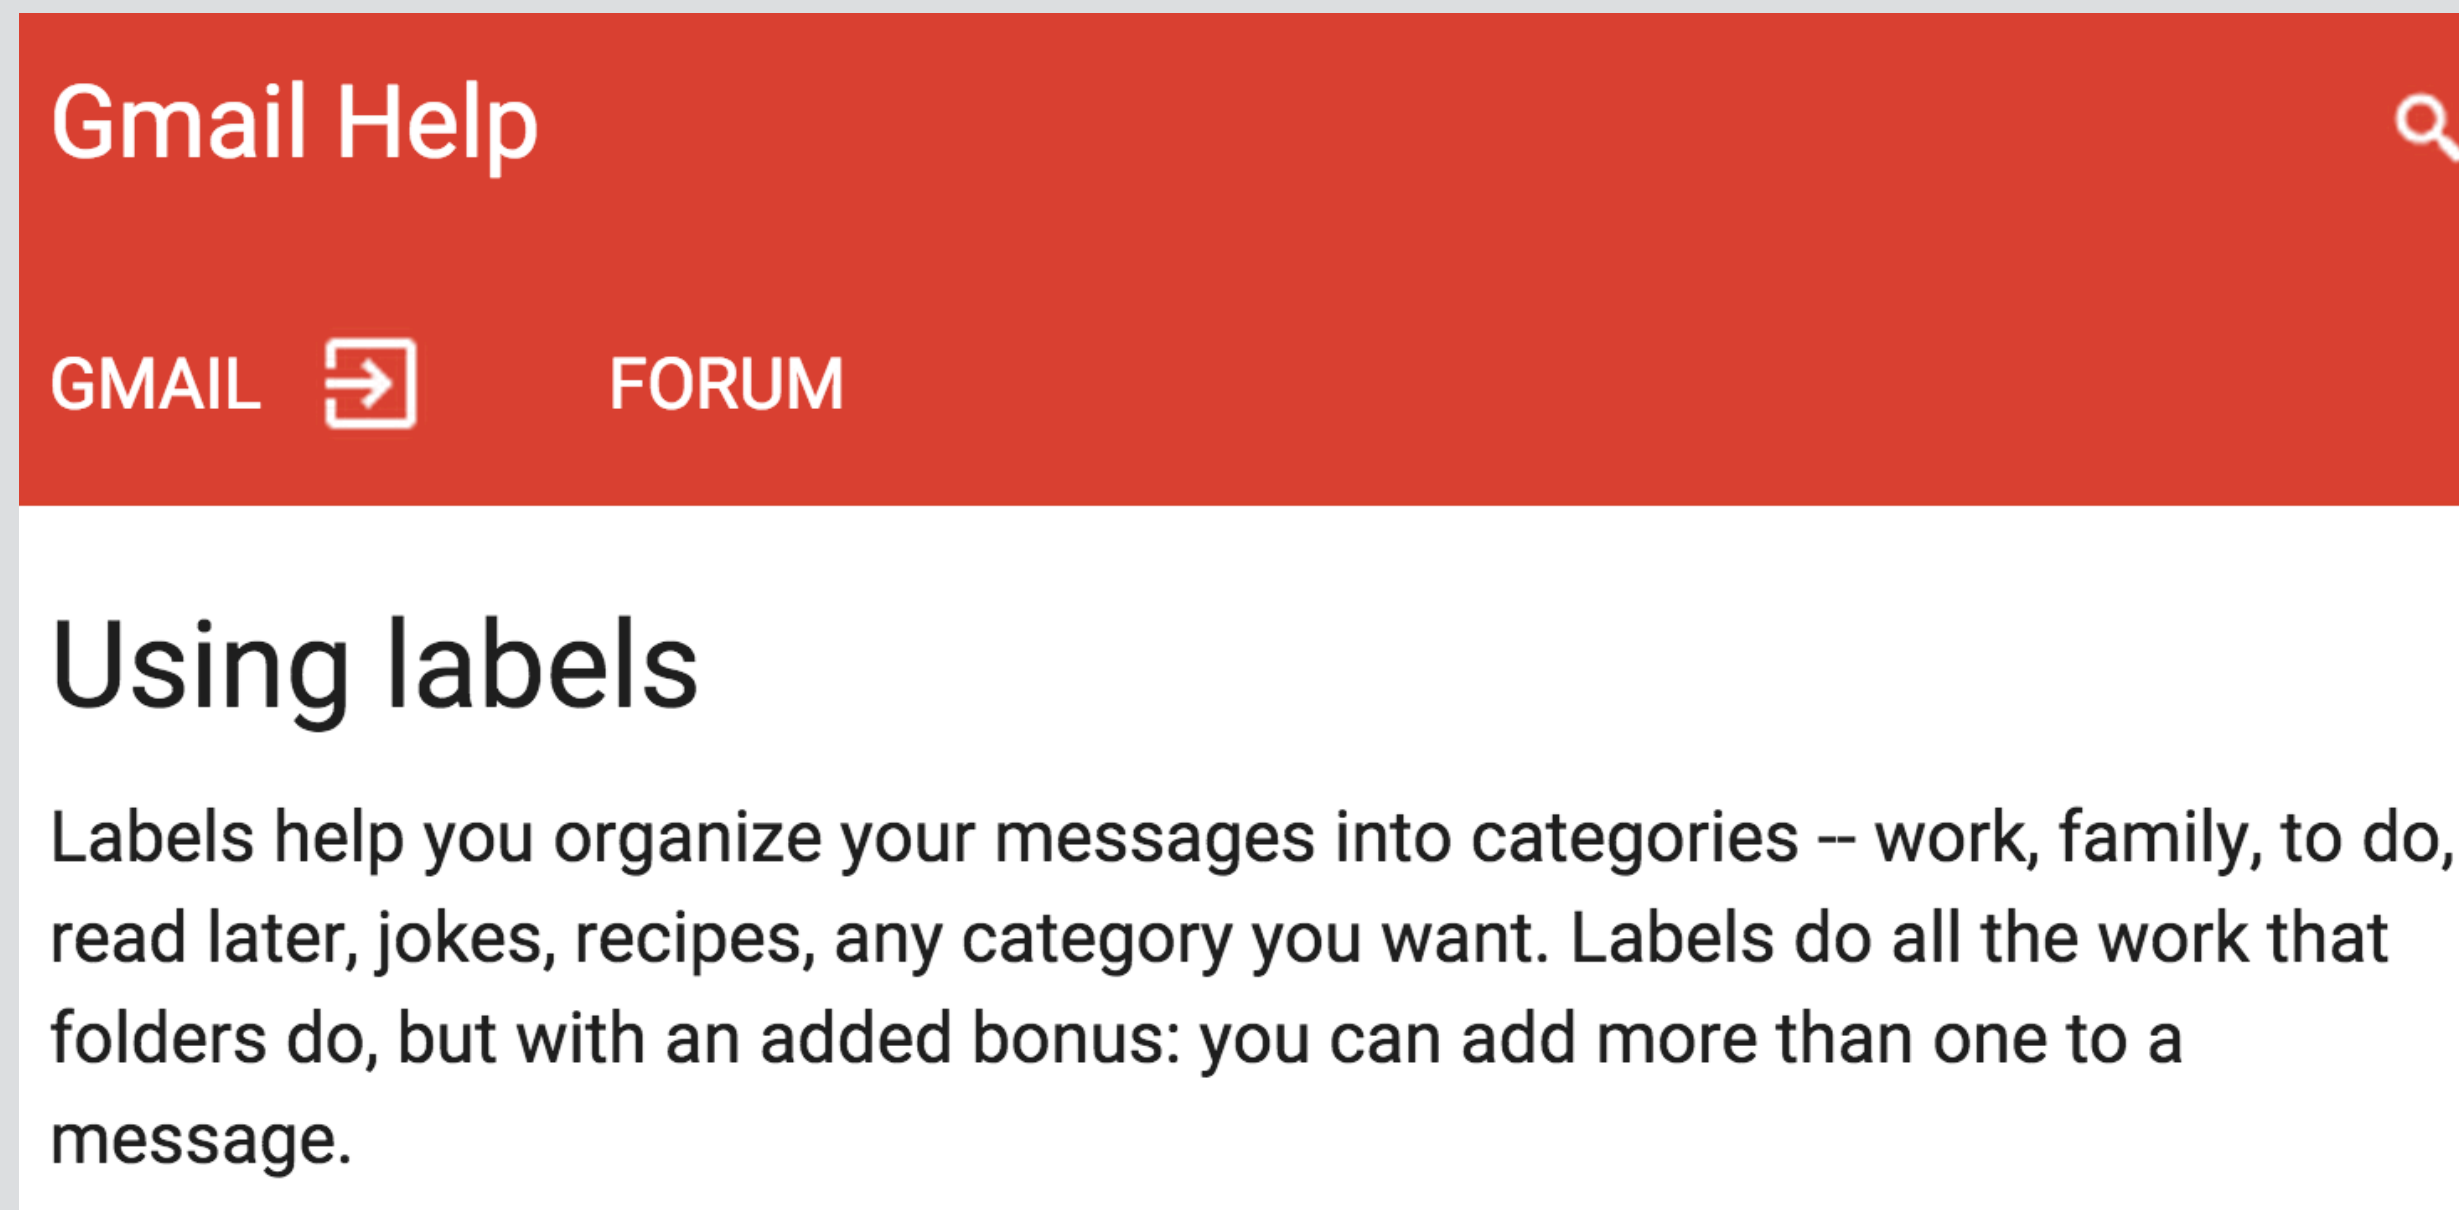 Gmail Help
GMAIL FORUM
Using labels
Labels help you organize your messages into categories -- work, family, to do,
read later, jokes, recipes, any category you want. Labels do all the work that
folders do, but with an added bonus: you can add more than one to a
message.